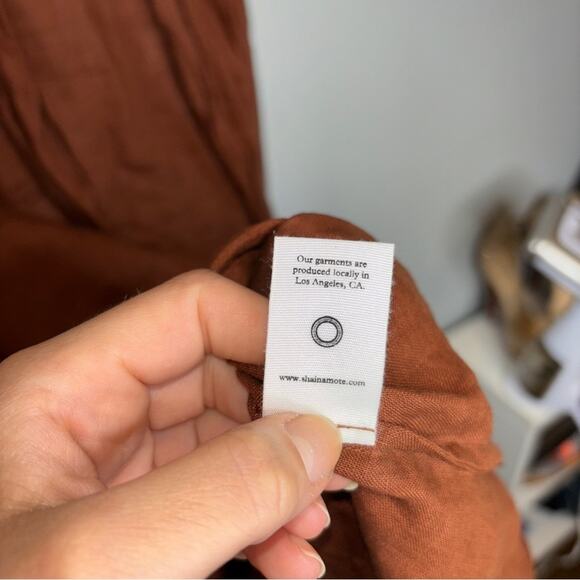 Our garments are
produced locally in
Los Angeles, CA.
www.shainamote.com